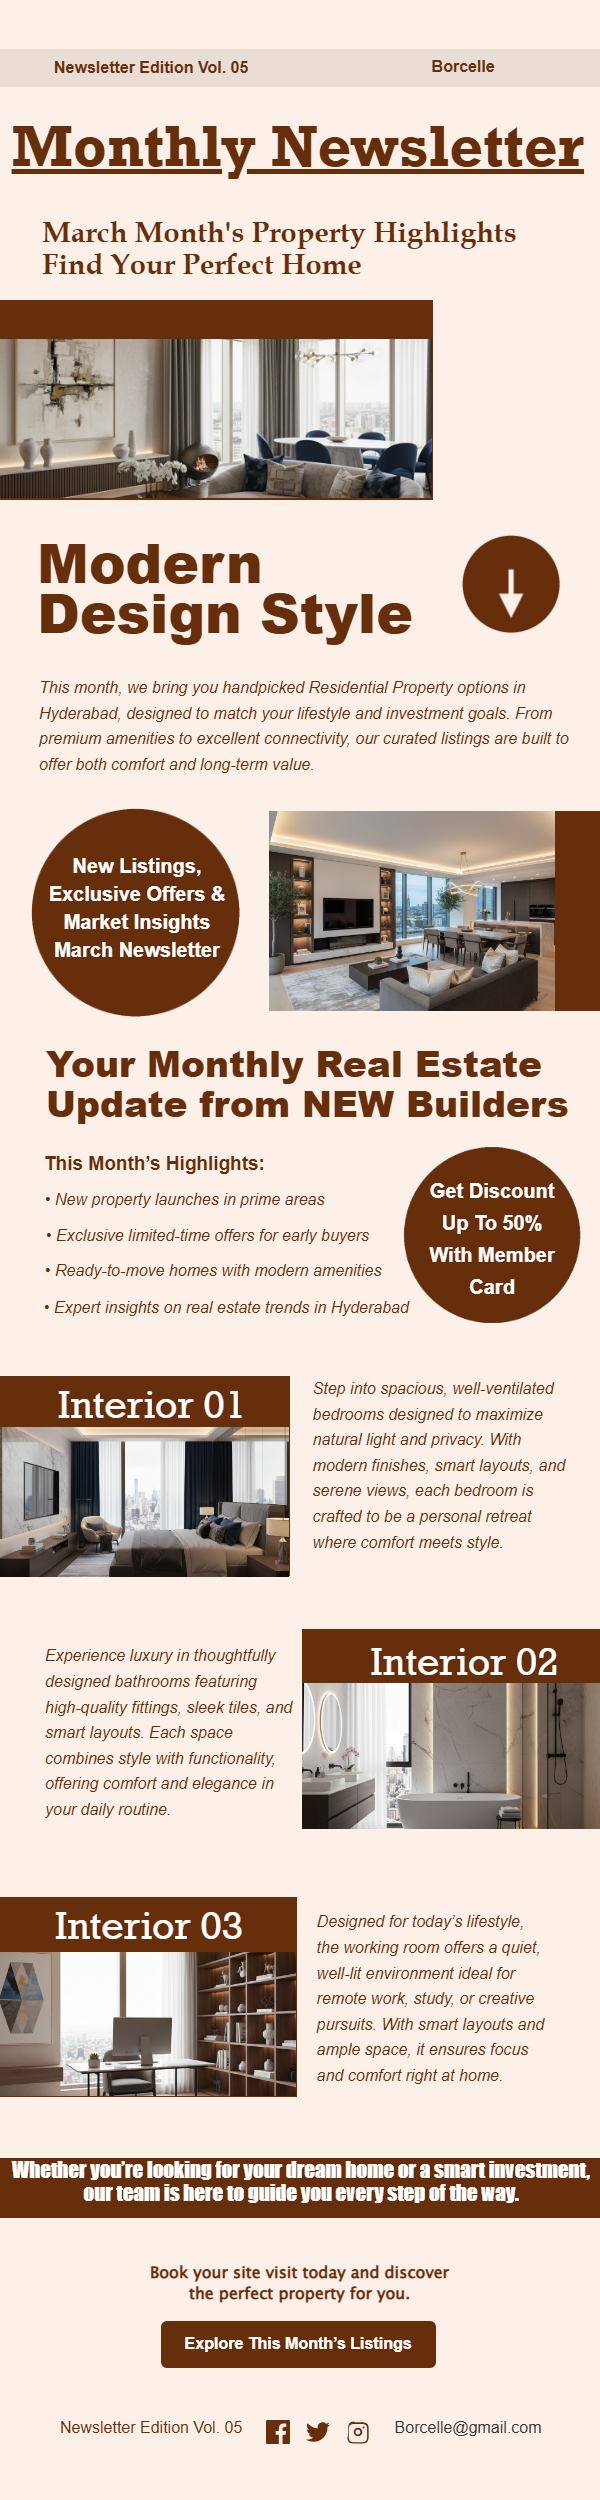 Newsletter Edition Vol. 05
Borcelle
Monthly Newsletter
March Month's Property Highlights
Find Your Perfect Home
Modern
Design Style
This month, we bring you handpicked Residential Property options in
Hyderabad, designed to match your lifestyle and investment goals. From
premium amenities to excellent connectivity, our curated listings are built to
offer both comfort and long-term value.
New Listings,
Exclusive Offers &
Market Insights
March Newsletter
Your Monthly Real Estate
Update from NEW Builders
This Month’s Highlights:
• New property launches in prime areas
• Exclusive limited-time offers for early buyers
• Ready-to-move homes with modern amenities
• Expert insights on real estate trends in Hyderabad
Get Discount
Up To 50%
With Member
Card
Interior 01
Step into spacious, well-ventilated
bedrooms designed to maximize
natural light and privacy. With
modern finishes, smart layouts, and
serene views, each bedroom is
crafted to be a personal retreat
where comfort meets style.
Experience luxury in thoughtfully
designed bathrooms featuring
high-quality fittings, sleek tiles, and
smart layouts. Each space
combines style with functionality,
offering comfort and elegance in
your daily routine.
Interior 02
Interior 03
Designed for today’s lifestyle,
the working room offers a quiet,
well-lit environment ideal for
remote work, study, or creative
pursuits. With smart layouts and
ample space, it ensures focus
and comfort right at home.
Whether you’re looking for your dream home or a smart investment,
our team is here to guide you every step of the way.
Book your site visit today and discover
the perfect property for you.
Explore This Month’s Listings
Newsletter Edition Vol. 05
Borcelle@gmail.com